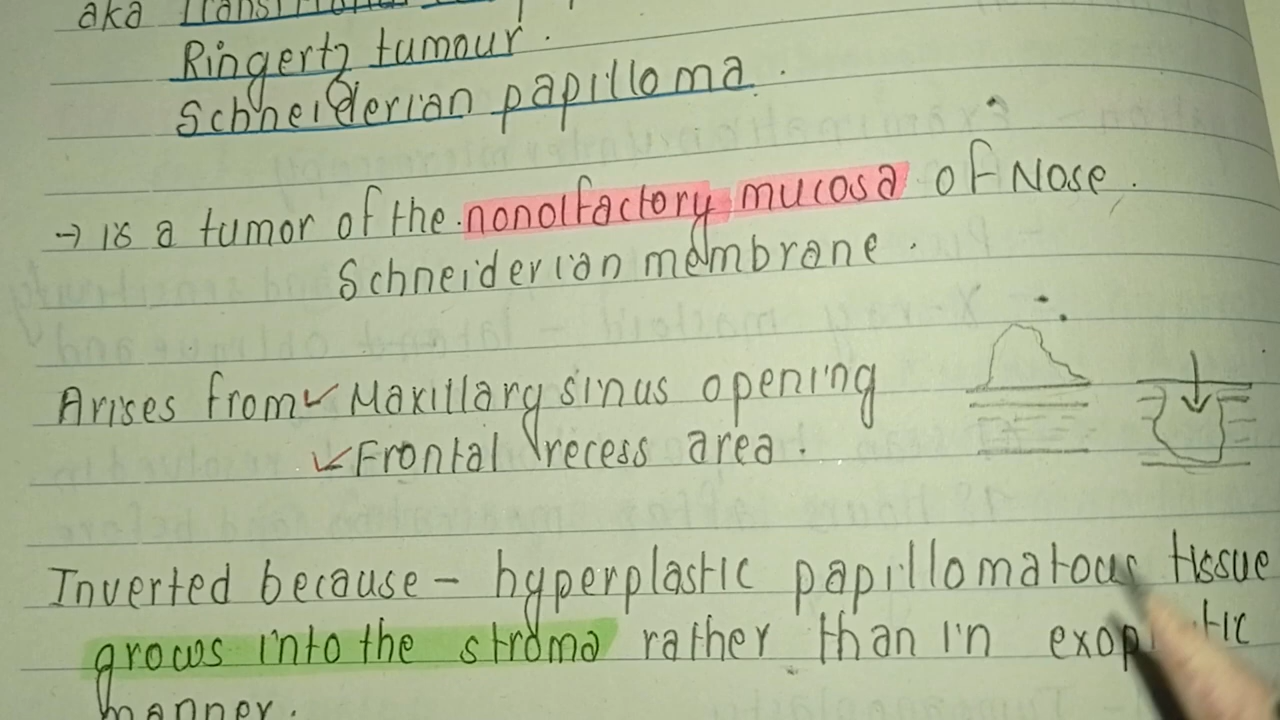 aka Transitional
Ringertz tumour.
Schneiderian papilloma.
→ is a tumor of the nonolfactory mucosa of Nose.
Schneiderian membrane.
Arises from ✓ Maxillary sinus opening
✓ Frontal recess area.
Inverted because - hyperplastic papillomatous tissue
grows into the stroma rather than in
manner.